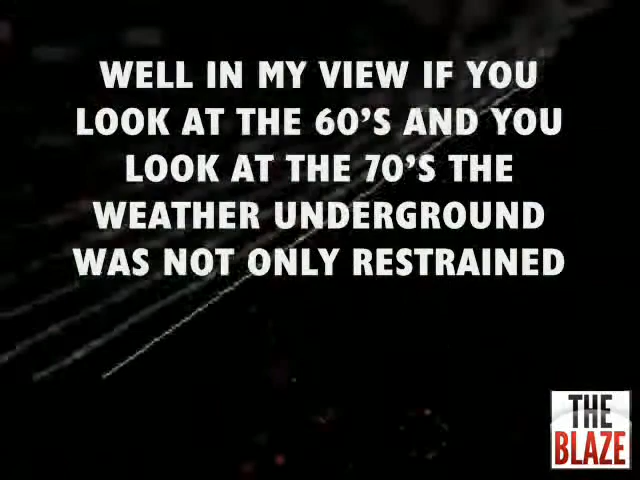 WELL IN MY VIEW IF YOU
LOOK AT THE 60'S AND YOU
LOOK AT THE 70'S THE
WEATHER UNDERGROUND
WAS NOT ONLY RESTRAINED
THE
BLAZE